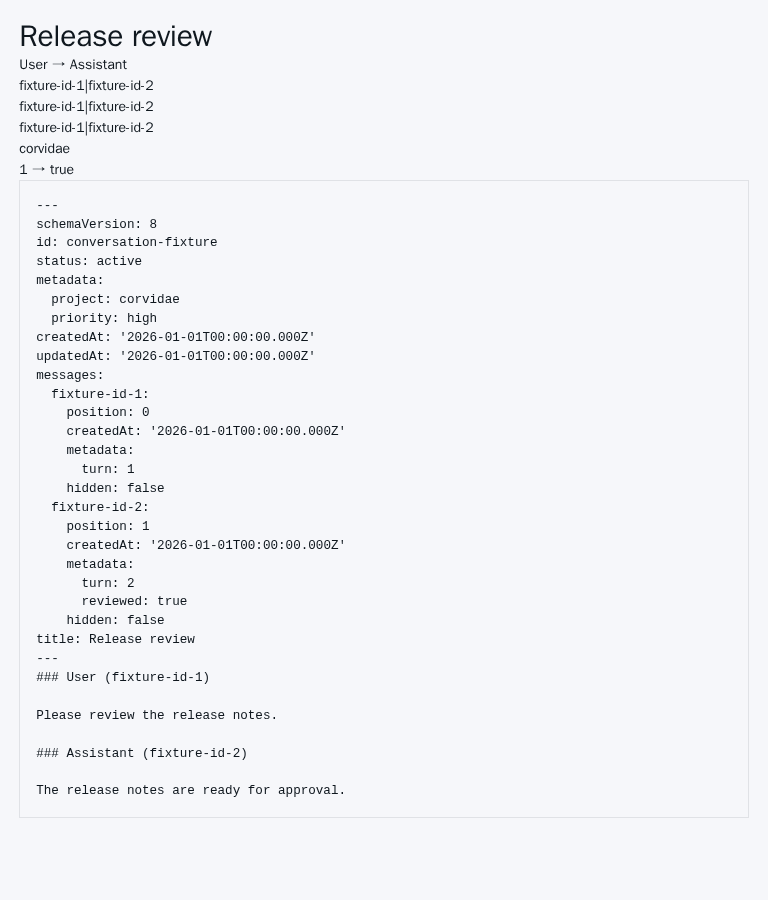 Release review
User → Assistant
fixture-id-1|fixture-id-2
fixture-id-1|fixture-id-2
fixture-id-1|fixture-id-2
corvidae
1 → true
---
schemaVersion: 8
id: conversation-fixture
status: active
metadata:
  project: corvidae
  priority: high
createdAt: '2026-01-01T00:00:00.000Z'
updatedAt: '2026-01-01T00:00:00.000Z'
messages:
  fixture-id-1:
    position: 0
    createdAt: '2026-01-01T00:00:00.000Z'
    metadata:
      turn: 1
    hidden: false
  fixture-id-2:
    position: 1
    createdAt: '2026-01-01T00:00:00.000Z'
    metadata:
      turn: 2
      reviewed: true
    hidden: false
title: Release review
---
### User (fixture-id-1)

Please review the release notes.

### Assistant (fixture-id-2)

The release notes are ready for approval.